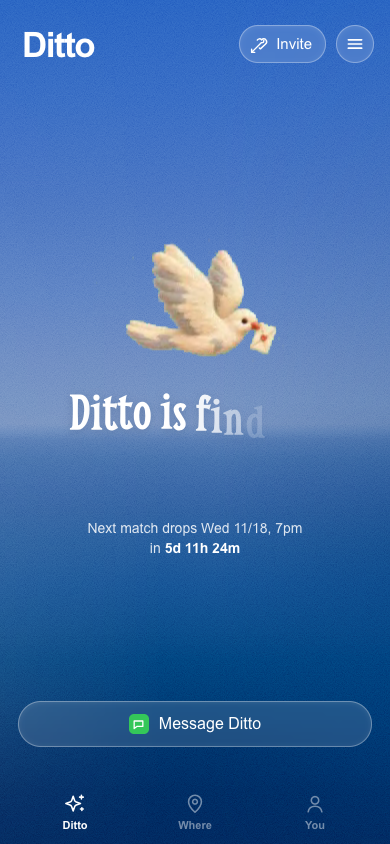 Ditto
Invite
Ditto is find
Next match drops Wed 11/18, 7pm
in 5d 11h 24m
Message Ditto
Ditto
Where
You